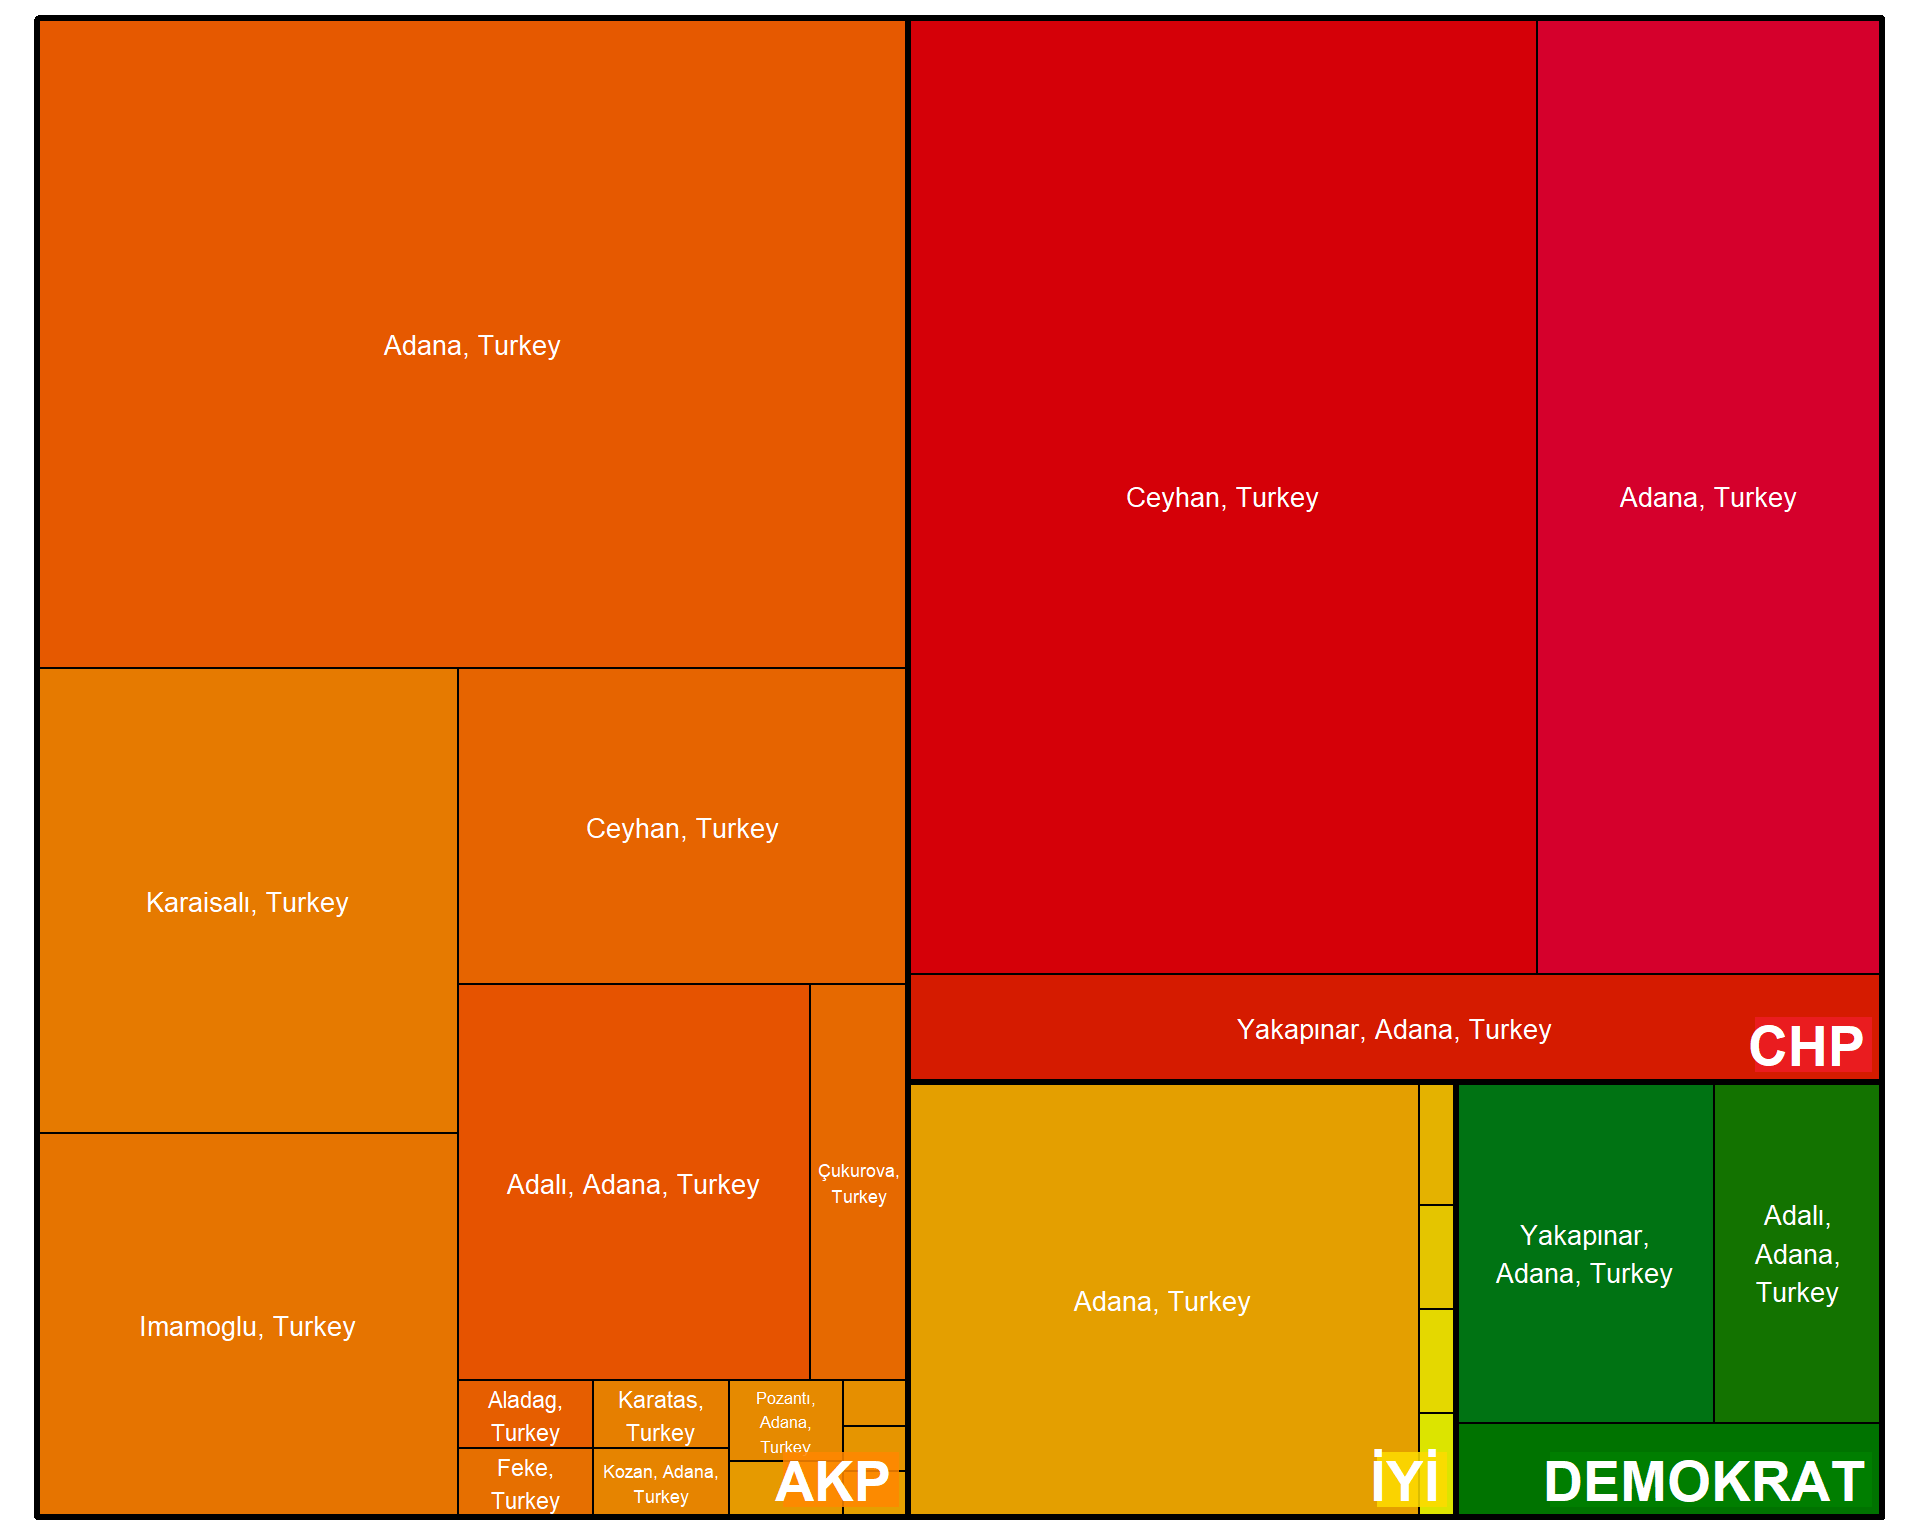 Adana, Turkey
Karaisalı, Turkey
Imamoglu, Turkey
Ceyhan, Turkey
Adalı, Adana, Turkey
Çukurova,
Turkey
Aladag,
Turkey
Karatas,
Turkey
Feke,
Turkey
Kozan, Adana,
Turkey
Pozantı,
Adana,
Turkey
AKP
Ceyhan, Turkey
Adana, Turkey
Yakapınar, Adana, Turkey
CHP
Adana, Turkey
İYİ
Yakapınar,
Adana, Turkey
Adalı,
Adana,
Turkey
DEMOKRAT